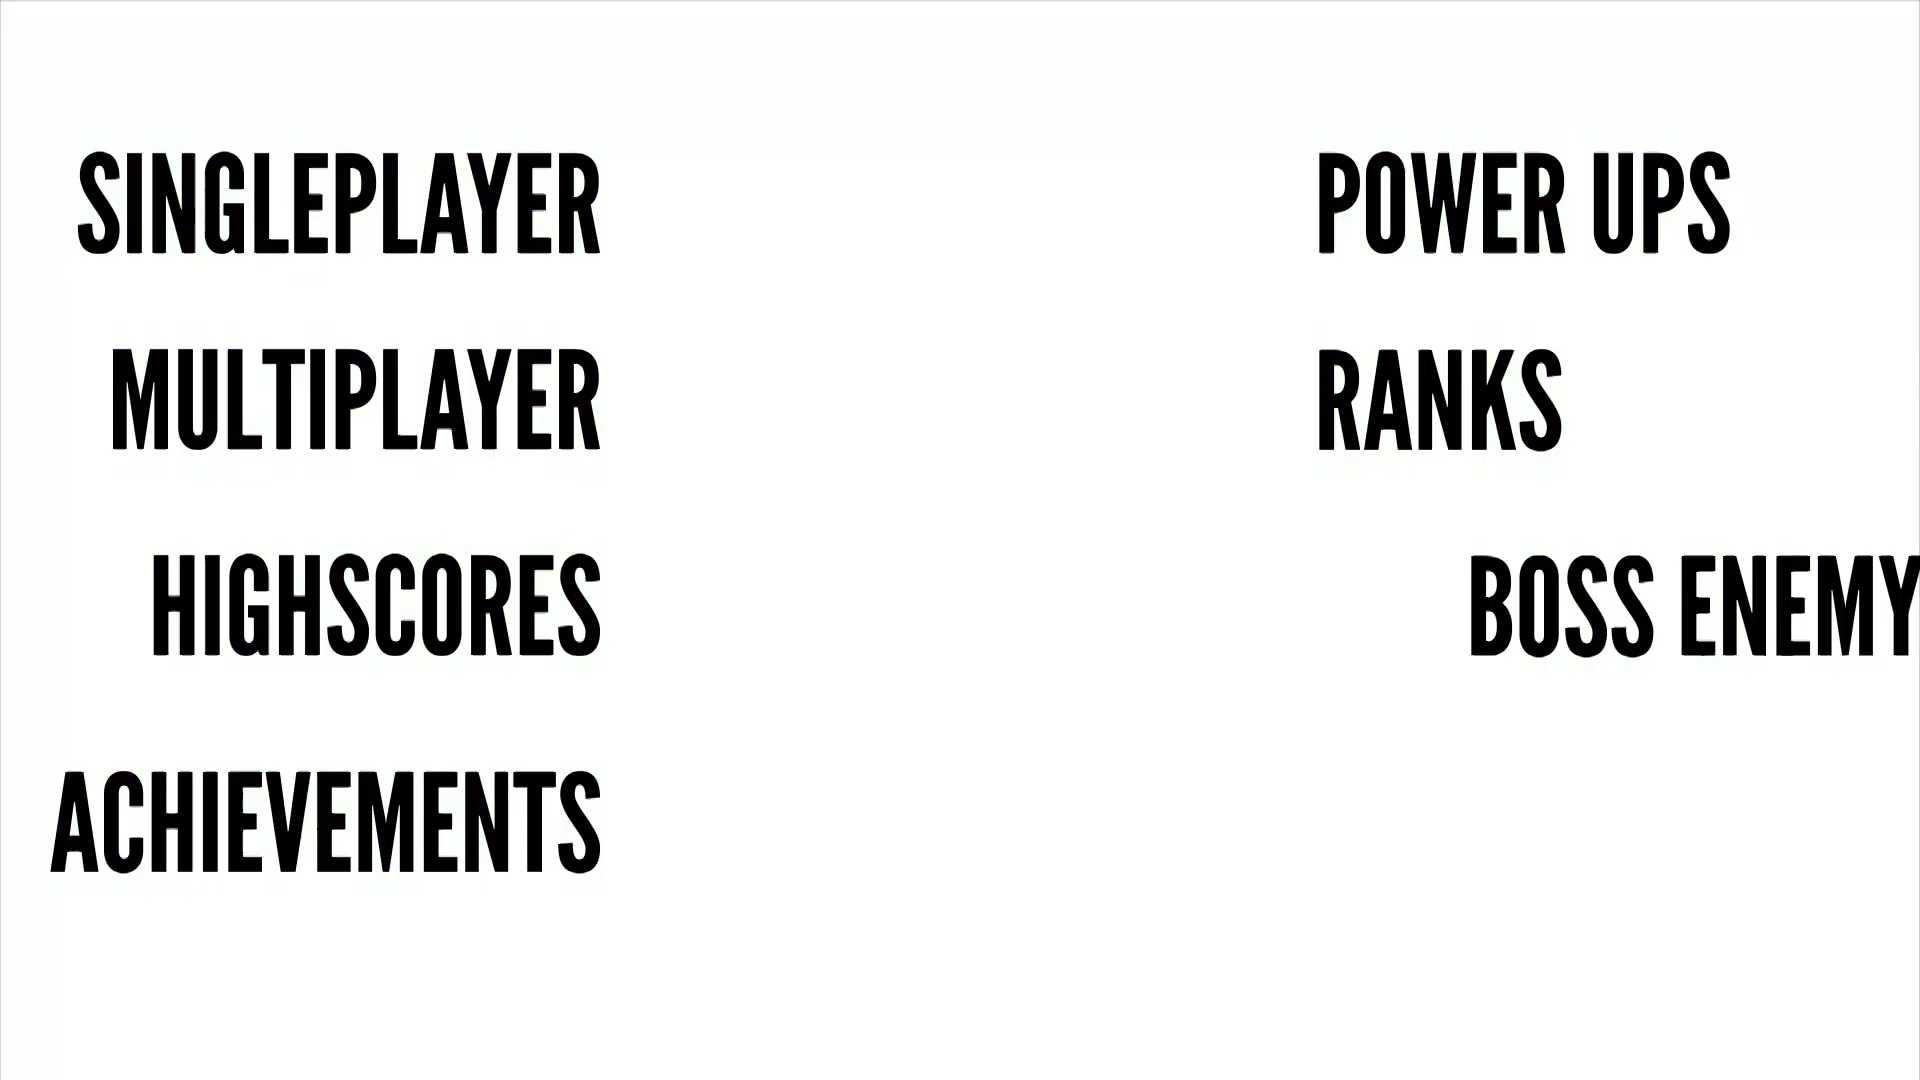 SINGLEPLAYER
MULTIPLAYER
HIGHSCORES
ACHIEVEMENTS
POWER UPS
RANKS
BOSS ENEMY